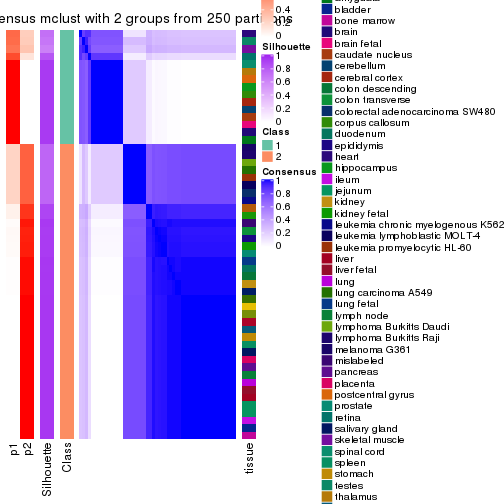 ensus mclust with 2 groups from 250 partitions
0.4
0.2
0
Silhouette
1
0.8
0.6
0.4
0.2
0
Class
1
2
Consensus
1
0.8
0.6
0.4
0.2
0
bladder
bone marrow
brain
brain fetal
caudate nucleus
cerebellum
cerebral cortex
colon descending
colon transverse
colorectal adenocarcinoma SW480
corpus callosum
duodenum
epididymis
heart
hippocampus
ileum
jejunum
kidney
kidney fetal
leukemia chronic myelogenous K562
leukemia lymphoblastic MOLT-4
leukemia promyelocytic HL-60
liver
liver fetal
lung
lung carcinoma A549
lung fetal
lymph node
lymphoma Burkitts Daudi
lymphoma Burkitts Raji
melanoma G361
mislabeled
pancreas
placenta
postcentral gyrus
prostate
retina
salivary gland
skeletal muscle
spinal cord
spleen
stomach
testes
thalamus
p1
p2
Silhouette
Class
tissue